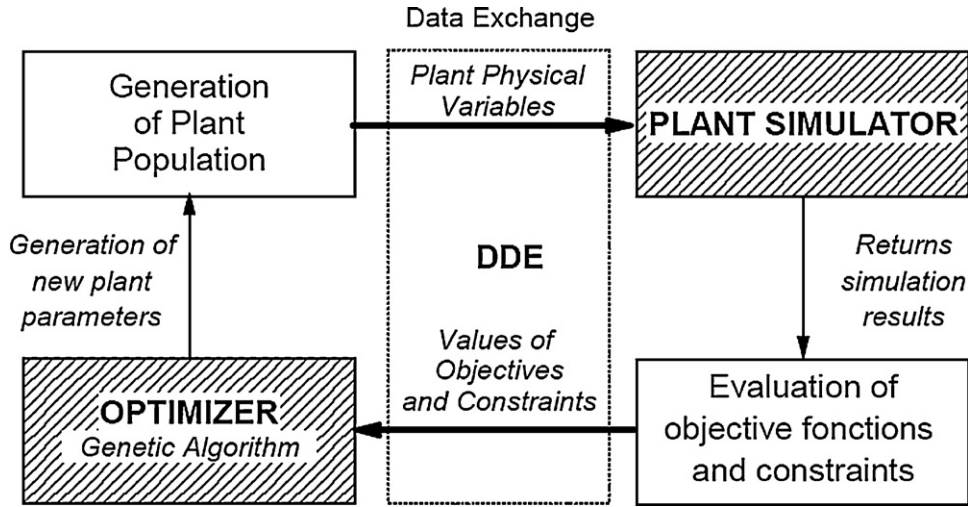 Data Exchange
Generation
of Plant
Population
Plant Physical
Variables
PLANT SIMULATOR
Generation of
new plant
parameters
DDE
Returns
simulation
results
Values of
Objectives
and Constraints
OPTIMIZER
Genetic Algorithm
Evaluation of
objective fonctions
and constraints